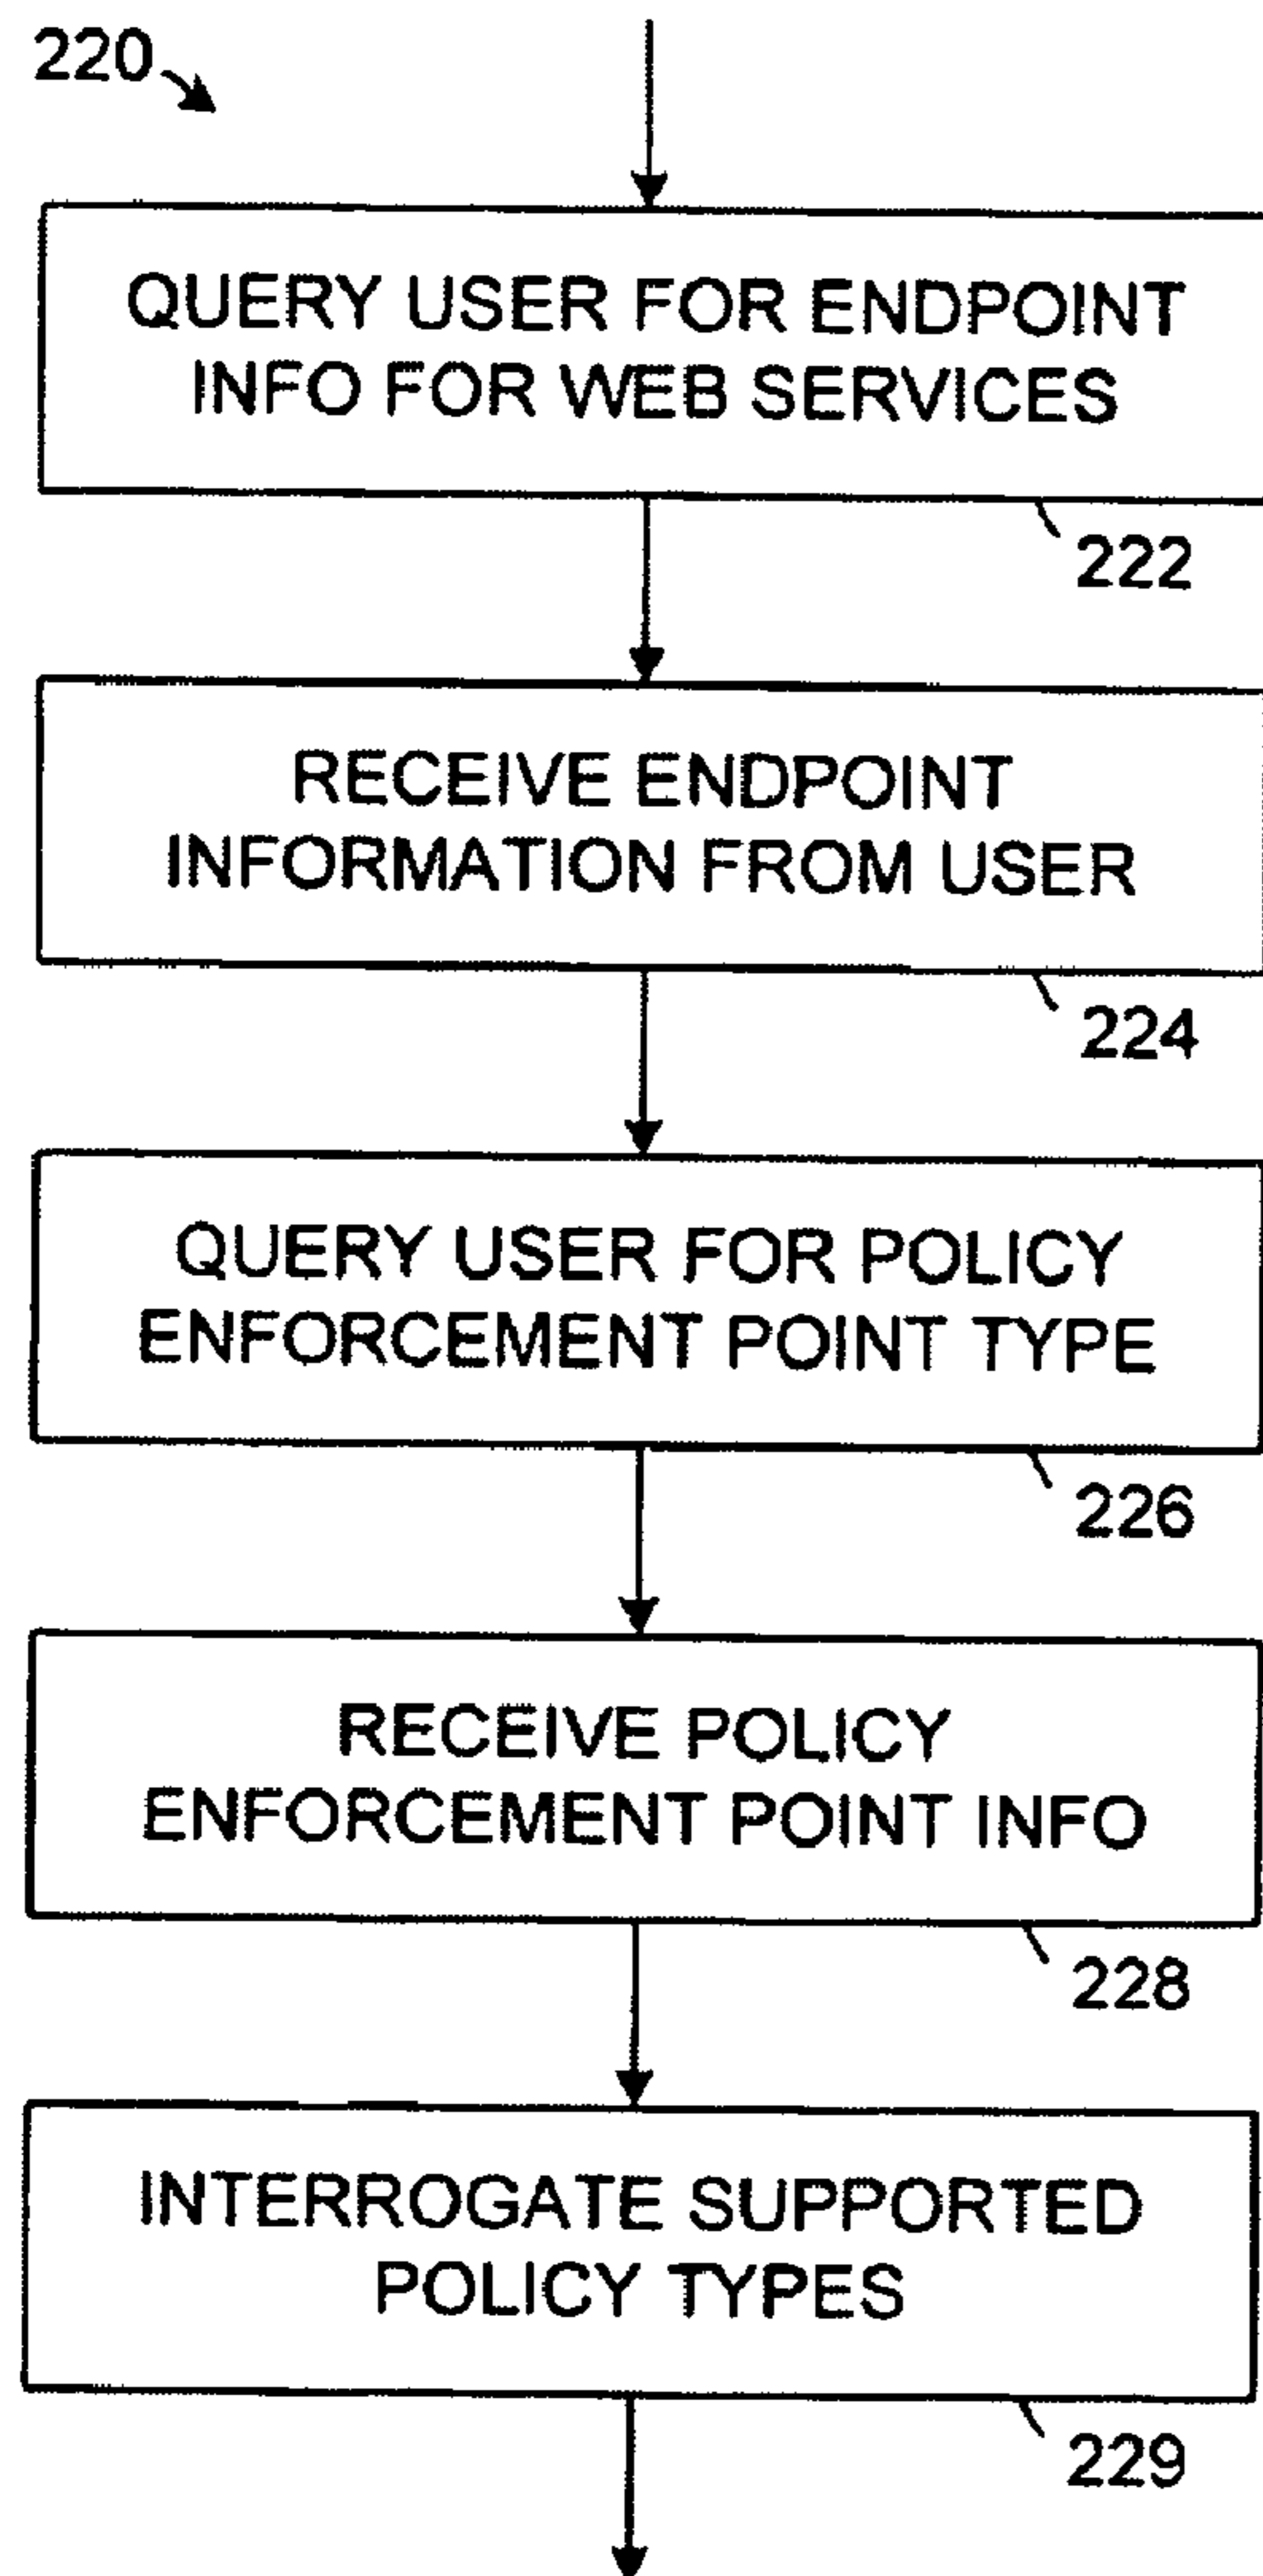 220
QUERY USER FOR ENDPOINT
INFO FOR WEB SERVICES
222
RECEIVE ENDPOINT
INFORMATION FROM USER
224
QUERY USER FOR POLICY
ENFORCEMENT POINT TYPE
226
RECEIVE POLICY
ENFORCEMENT POINT INFO
228
INTERROGATE SUPPORTED
POLICY TYPES
229